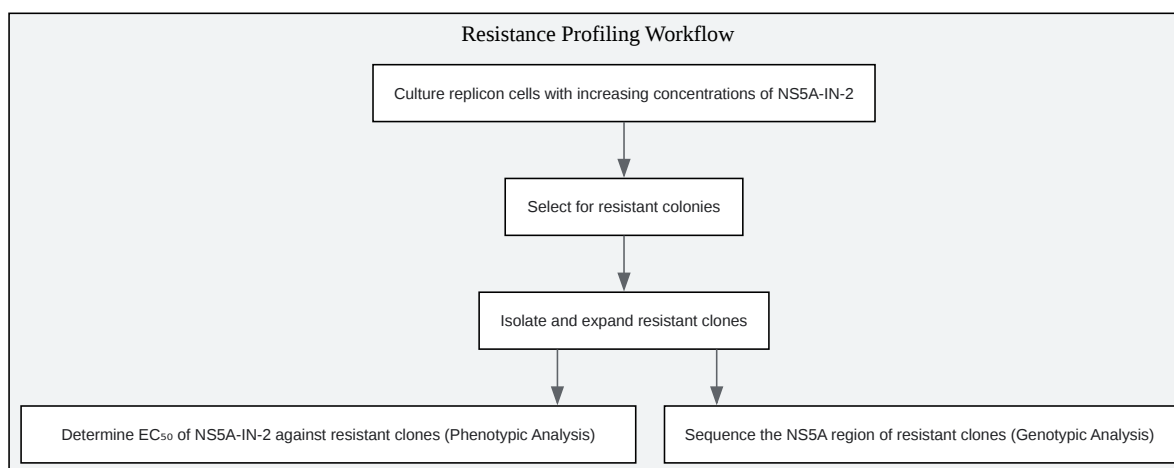 Resistance Profiling Workflow
Culture replicon cells with increasing concentrations of NS5A-IN-2
Select for resistant colonies
Isolate and expand resistant clones
Determine EC₅₀ of NS5A-IN-2 against resistant clones (Phenotypic Analysis)
Sequence the NS5A region of resistant clones (Genotypic Analysis)